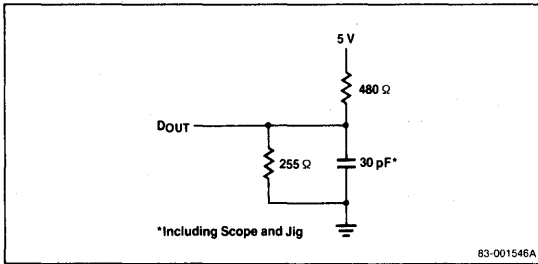 5 V
480 Ω
DOUT
255 Ω
30 pF*
*Including Scope and Jig
83-001546A